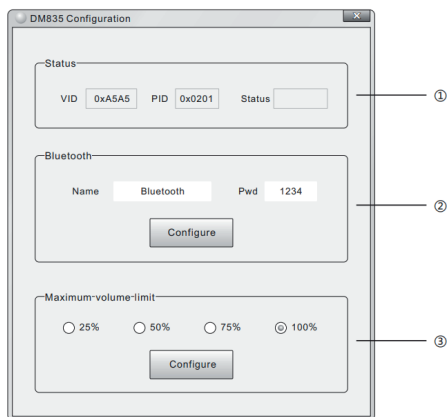 DM835 Configuration
Status
VID 0xA5A5 PID 0x0201 Status
①
Bluetooth
Name Bluetooth Pwd 1234
②
Configure
Maximum-volume-limit
25% 50% 75% 100%
③
Configure